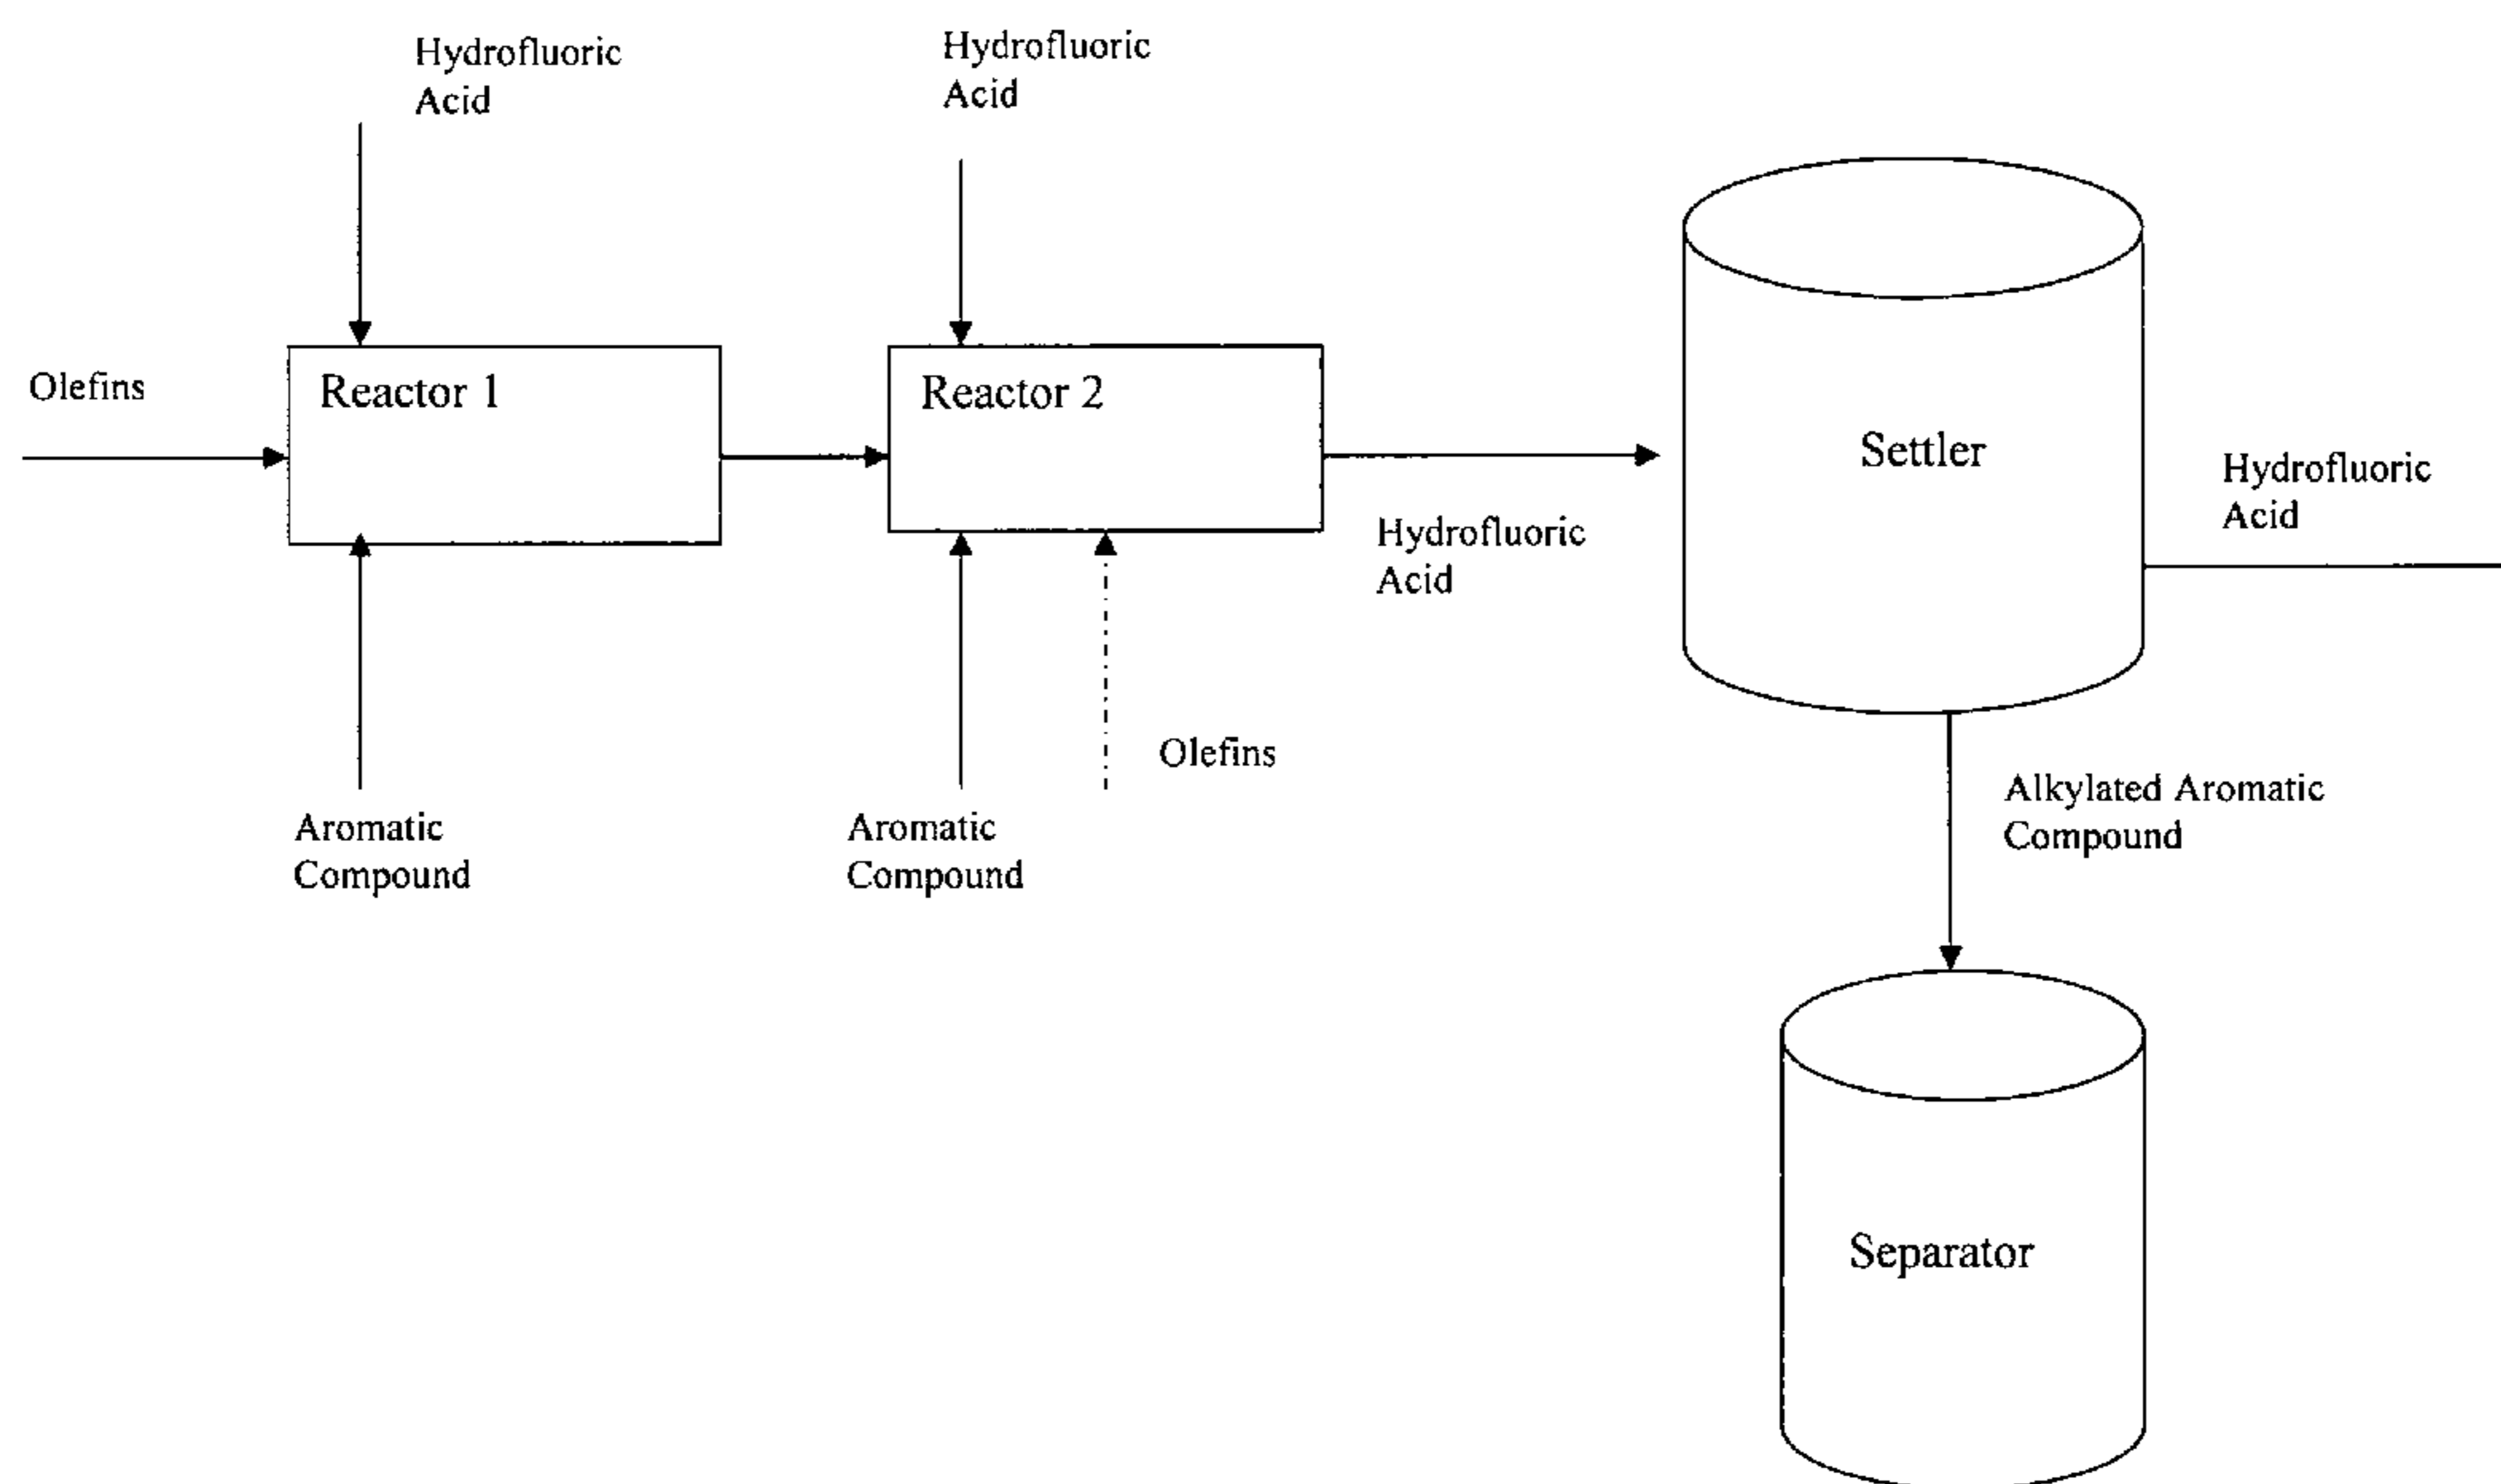 Hydrofluoric
Acid
Hydrofluoric
Acid
Olefins
Reactor 1
Reactor 2
Settler
Hydrofluoric
Acid
Hydrofluoric
Acid
Olefins
Aromatic
Compound
Aromatic
Compound
Alkylated Aromatic
Compound
Separator